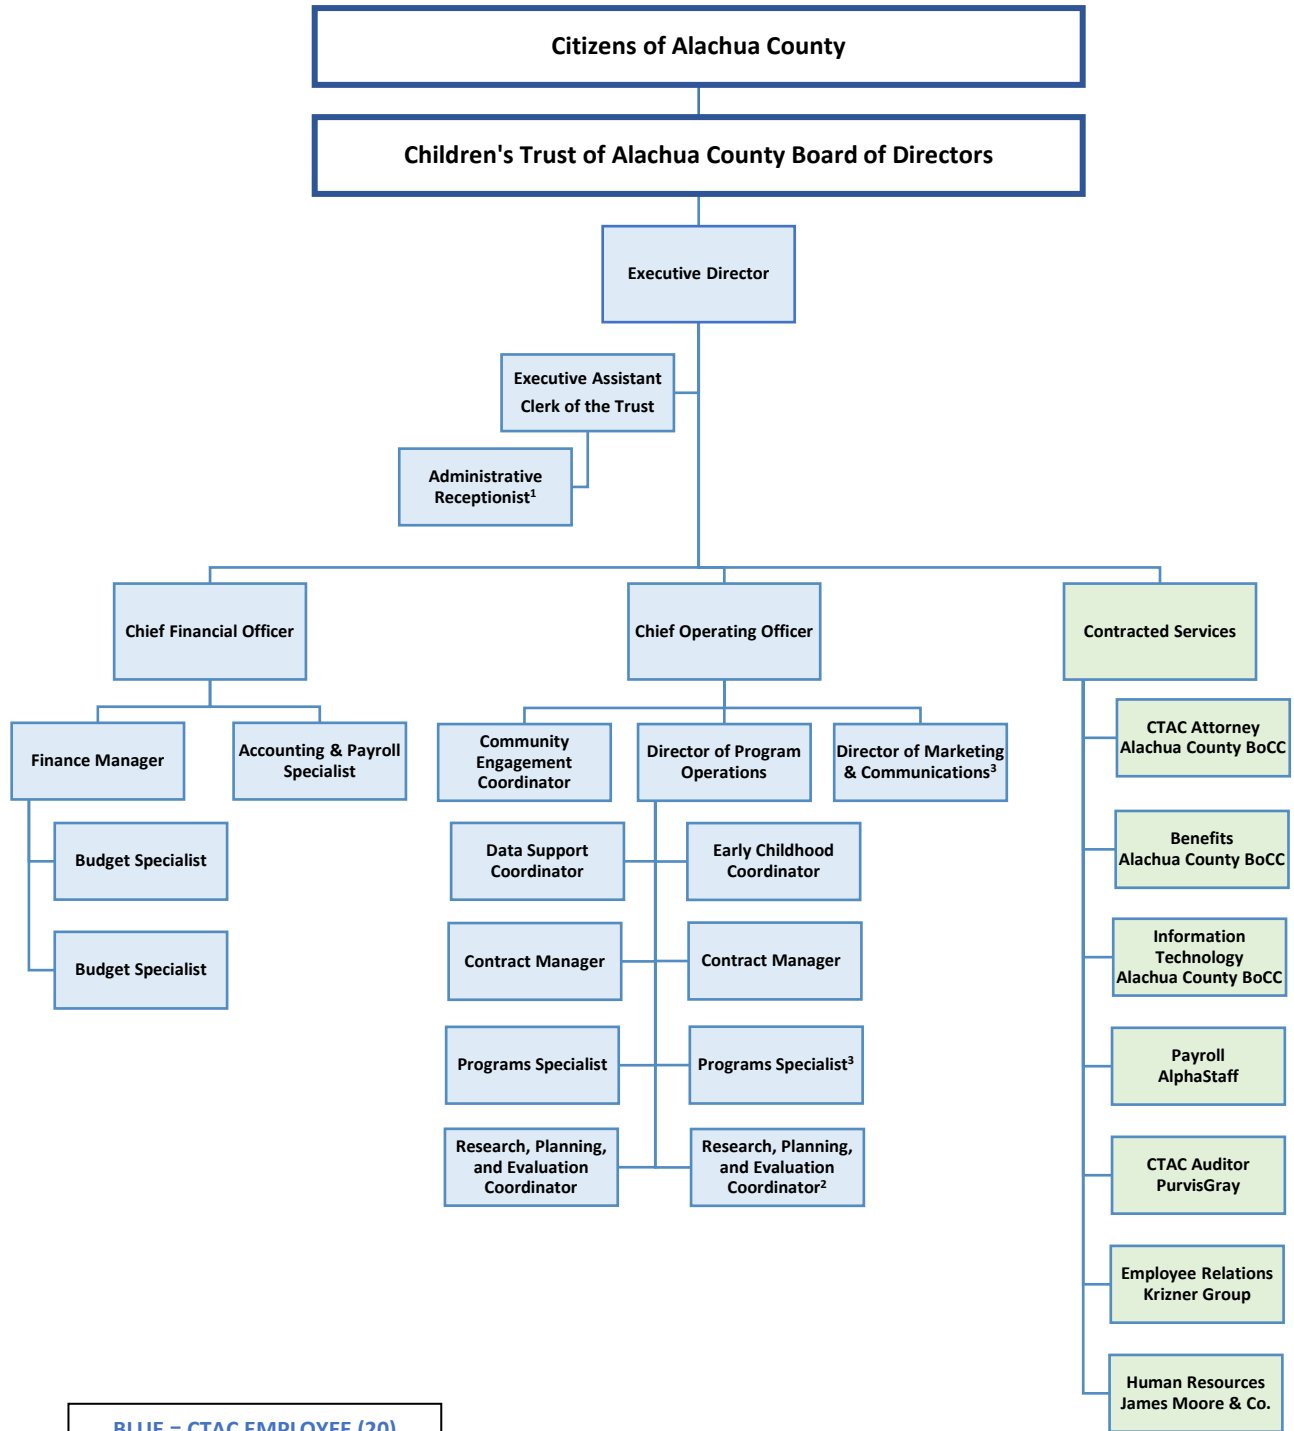 Citizens of Alachua County
Children's Trust of Alachua County Board of Directors
Executive Director
Executive Assistant
Clerk of the Trust
Administrative
Receptionist¹
Chief Financial Officer
Chief Operating Officer
Contracted Services
Finance Manager
Accounting & Payroll
Specialist
Community
Engagement
Coordinator
Director of Program
Operations
Director of Marketing
& Communications³
Budget Specialist
Budget Specialist
Data Support
Coordinator
Early Childhood
Coordinator
Contract Manager
Contract Manager
Programs Specialist
Programs Specialist³
Research, Planning,
and Evaluation
Coordinator
Research, Planning,
and Evaluation
Coordinator²
CTAC Attorney
Alachua County BoCC
Benefits
Alachua County BoCC
Information
Technology
Alachua County BoCC
Payroll
AlphaStaff
CTAC Auditor
PurvisGray
Employee Relations
Krizner Group
Human Resources
James Moore & Co.
BLUE = CTAC EMPLOYEE (20)